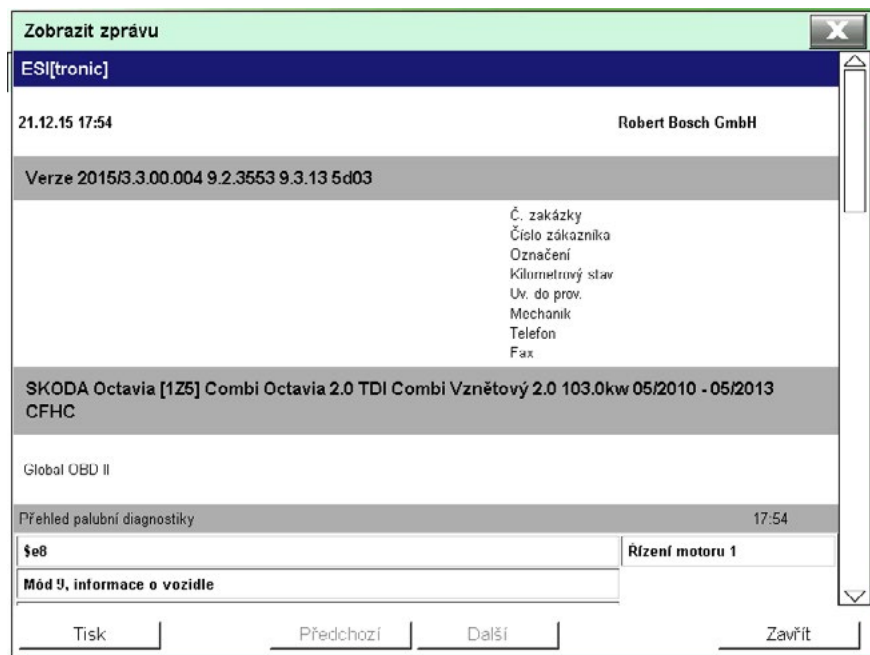 Zobrazit zprávu
X
ESI[tronic]
21.12.15 17:54 Robert Bosch GmbH
Verze 2015/3.3.00.004 9.2.3553 9.3.13 5d03
Č. zakázky
Číslo zákazníka
Označení
Kilometrový stav
Uv. do prov.
Mechanik
Telefon
Fax
SKODA Octavia [1Z5] Combi Octavia 2.0 TDI Combi Vznětový 2.0 103.0kw 05/2010 - 05/2013
CFHC
Global OBD II
Přehled palubní diagnostiky 17:54
$e8 Řízení motoru 1
Mód 9, informace o vozidle
Tisk Předchozí Další Zavřít